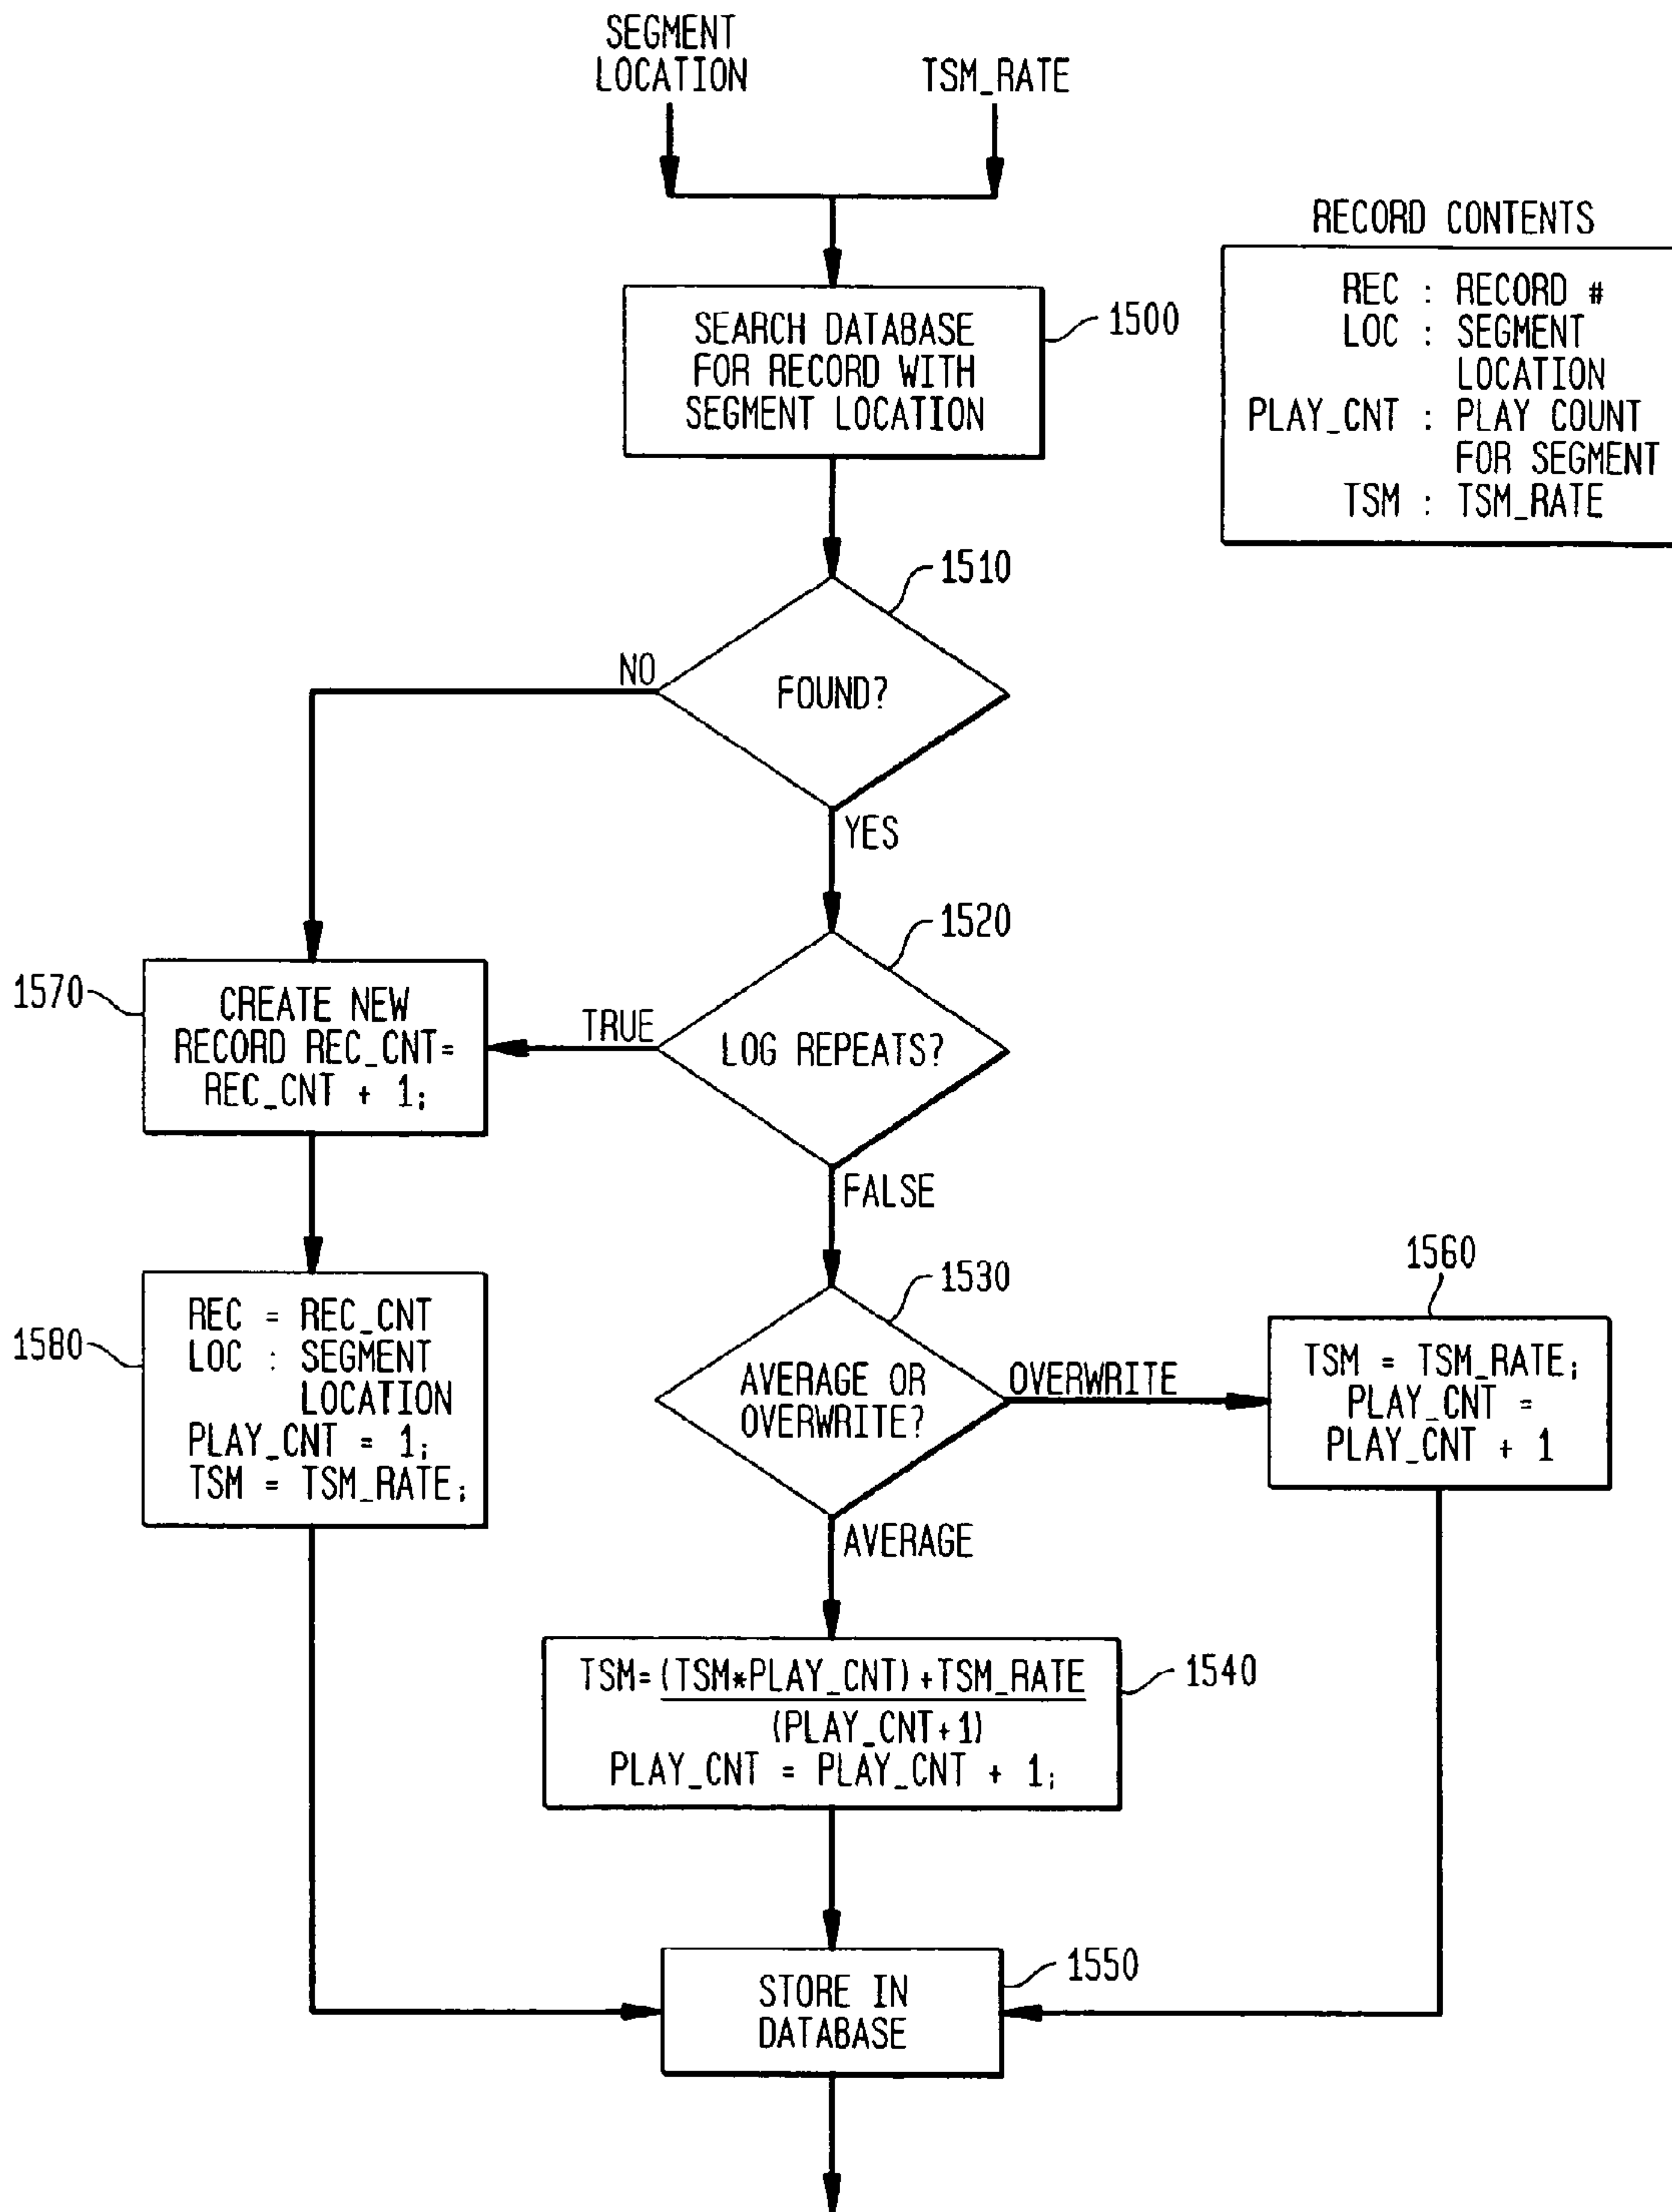 SEGMENT
LOCATION
TSM_RATE
RECORD CONTENTS
REC : RECORD #
LOC : SEGMENT
LOCATION
PLAY_CNT : PLAY COUNT
FOR SEGMENT
TSM : TSM_RATE
SEARCH DATABASE
FOR RECORD WITH
SEGMENT LOCATION
1500
1510
FOUND?
NO
YES
1520
LOG REPEATS?
TRUE
FALSE
1570
CREATE NEW
RECORD REC_CNT=
REC_CNT + 1;
1580
REC = REC_CNT
LOC : SEGMENT
LOCATION
PLAY_CNT = 1;
TSM = TSM_RATE;
1530
AVERAGE OR
OVERWRITE?
OVERWRITE
AVERAGE
1560
TSM = TSM_RATE;
PLAY_CNT =
PLAY_CNT + 1
TSM=(TSM*PLAY_CNT)+TSM_RATE
(PLAY_CNT+1)
PLAY_CNT = PLAY_CNT + 1;
1540
STORE IN
DATABASE
1550